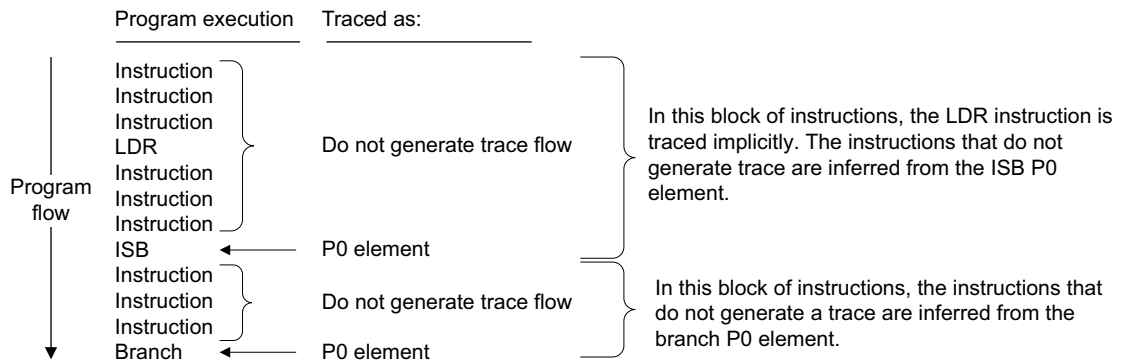 Program execution
Traced as:
Program
flow
Instruction
Instruction
Instruction
LDR
Instruction
Instruction
Instruction
ISB
Instruction
Instruction
Instruction
Branch
Do not generate trace flow
P0 element
Do not generate trace flow
P0 element
In this block of instructions, the LDR instruction is
traced implicitly. The instructions that do not
generate trace are inferred from the ISB P0
element.
In this block of instructions, the instructions that
do not generate a trace are inferred from the
branch P0 element.